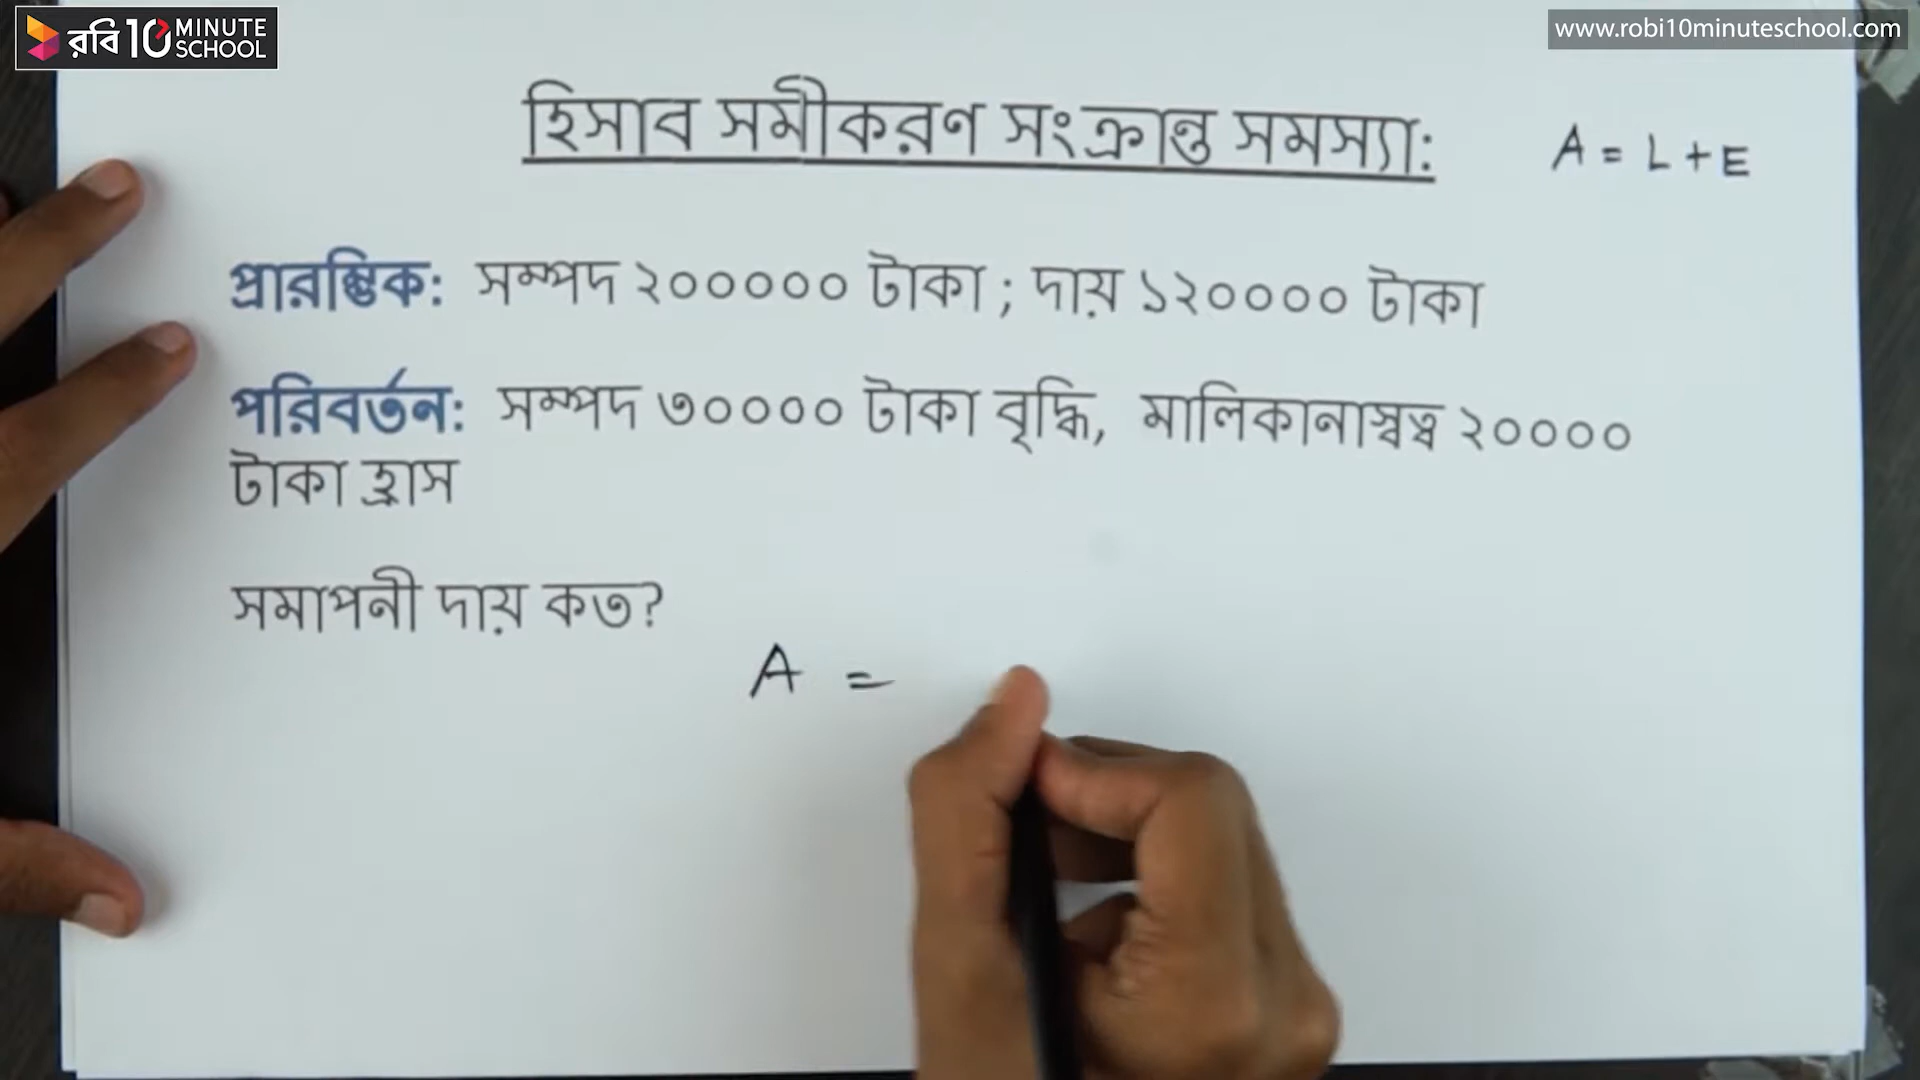 রবি 10 MINUTE SCHOOL
www.robi10minuteschool.com
হিসাব সমীকরণ সংক্রান্ত সমস্যা:
A = L + E
প্রারম্ভিক: সম্পদ ২০০০০০ টাকা ; দায় ১২০০০০ টাকা
পরিবর্তন: সম্পদ ৩০০০০ টাকা বৃদ্ধি, মালিকানাস্বত্ব ২০০০০
টাকা হ্রাস
সমাপনী দায় কত?
A =